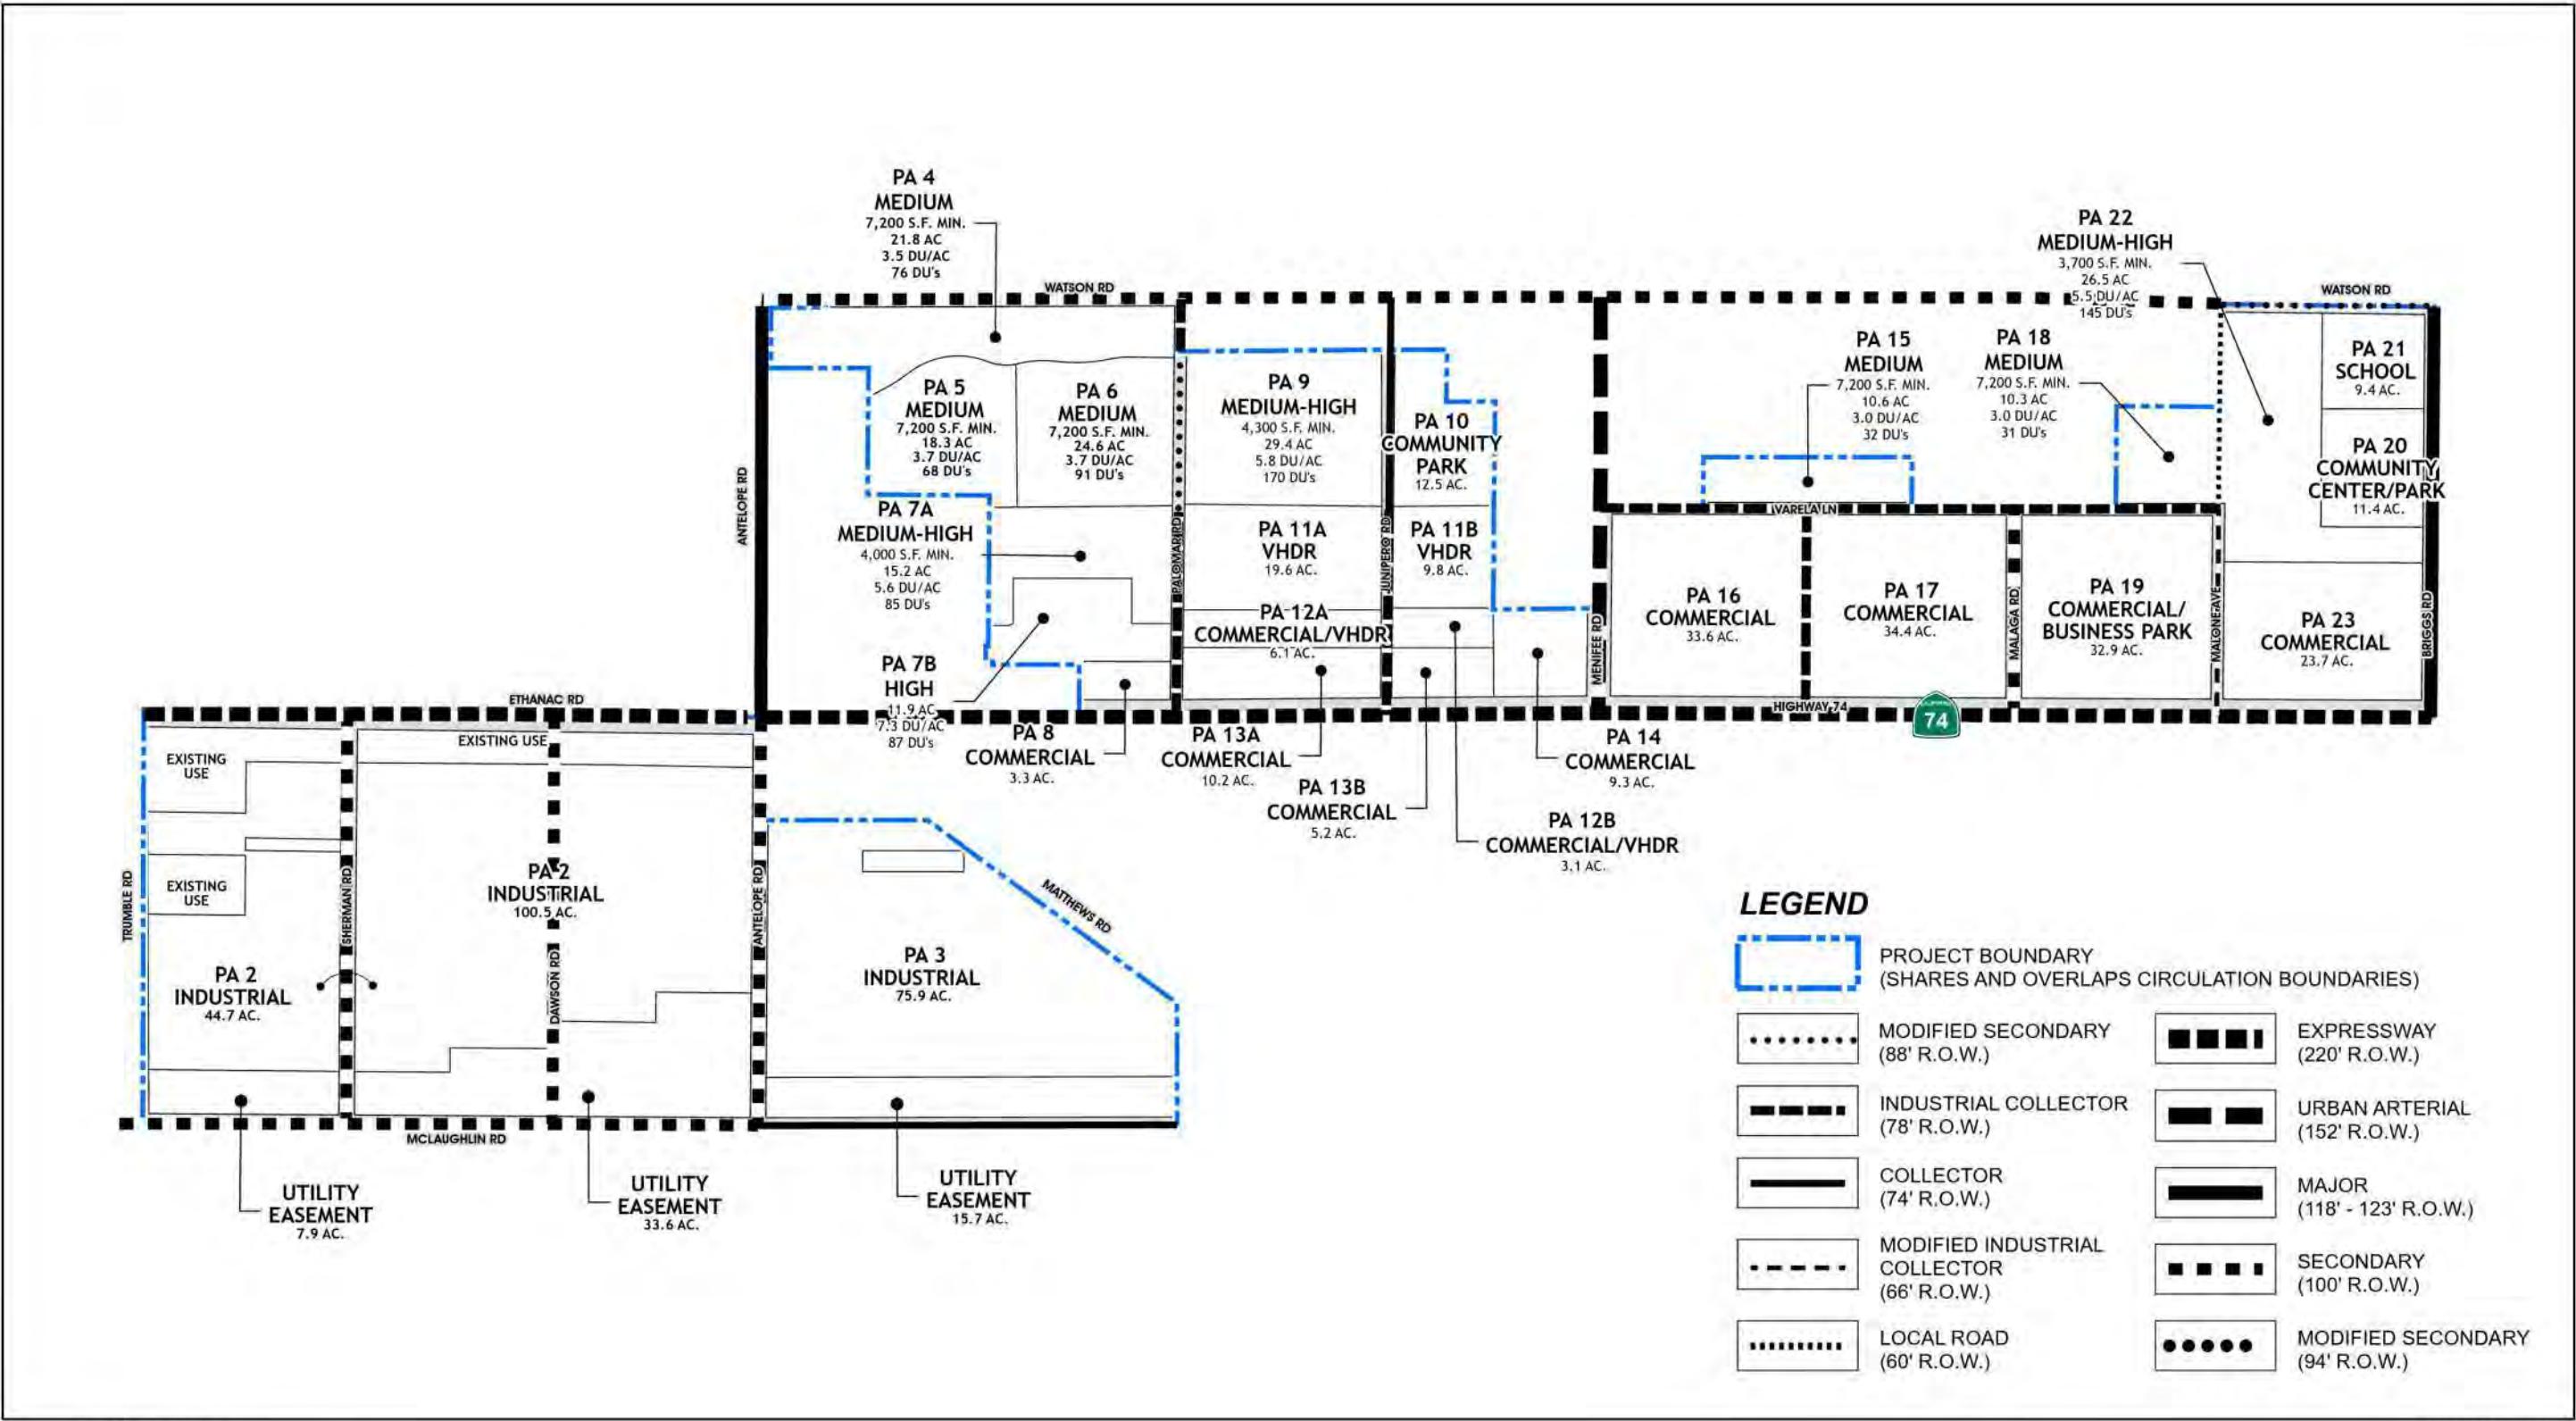 PA 4
MEDIUM
7,200 S.F. MIN.
21.8 AC
3.5 DU/AC
76 DU's
PA 22
MEDIUM-HIGH
3,700 S.F. MIN.
26.5 AC
5.5 DU/AC
145 DU's
WATSON RD
WATSON RD
PA 15
MEDIUM
7,200 S.F. MIN.
10.6 AC
3.0 DU/AC
32 DU's
PA 18
MEDIUM
7,200 S.F. MIN.
10.3 AC
3.0 DU/AC
31 DU's
PA 21
SCHOOL
9.4 AC.
PA 5
MEDIUM
7,200 S.F. MIN.
18.3 AC
3.7 DU/AC
68 DU's
PA 6
MEDIUM
7,200 S.F. MIN.
24.6 AC
3.7 DU/AC
91 DU's
PA 9
MEDIUM-HIGH
4,300 S.F. MIN.
29.4 AC
5.8 DU/AC
170 DU's
PA 10
COMMUNITY
PARK
12.5 AC.
PA 20
COMMUNITY
CENTER/PARK
11.4 AC.
ANTELOPE RD
PA 7A
MEDIUM-HIGH
4,000 S.F. MIN.
15.2 AC
5.6 DU/AC
85 DU's
PALOMAR RD
PA 11A
VHDR
19.6 AC.
JUNIPERO RD
PA 11B
VHDR
9.8 AC.
VARELA LN
PA 12A
COMMERCIAL/VHDR
6.1 AC.
MENIFEE RD
PA 16
COMMERCIAL
33.6 AC.
PA 17
COMMERCIAL
34.4 AC.
MALAGA RD
PA 19
COMMERCIAL/
BUSINESS PARK
32.9 AC.
MALONE AVE
PA 23
COMMERCIAL
23.7 AC.
BRIGGS RD
PA 7B
HIGH
11.9 AC
7.3 DU/AC
87 DU's
ETHANAC RD
HIGHWAY 74
CALIFORNIA
74
EXISTING USE
EXISTING
USE
PA 8
COMMERCIAL
3.3 AC.
PA 13A
COMMERCIAL
10.2 AC.
PA 13B
COMMERCIAL
5.2 AC.
PA 14
COMMERCIAL
9.3 AC.
PA 12B
COMMERCIAL/VHDR
3.1 AC.
TRUMBLE RD
EXISTING
USE
SHERMAN RD
PA 2
INDUSTRIAL
100.5 AC.
DAWSON RD
ANTELOPE RD
MATTHEWS RD
PA 2
INDUSTRIAL
44.7 AC.
PA 3
INDUSTRIAL
75.9 AC.
MCLAUGHLIN RD
UTILITY
EASEMENT
7.9 AC.
UTILITY
EASEMENT
33.6 AC.
UTILITY
EASEMENT
15.7 AC.
LEGEND
PROJECT BOUNDARY
(SHARES AND OVERLAPS CIRCULATION BOUNDARIES)
MODIFIED SECONDARY
(88' R.O.W.)
INDUSTRIAL COLLECTOR
(78' R.O.W.)
COLLECTOR
(74' R.O.W.)
MODIFIED INDUSTRIAL
COLLECTOR
(66' R.O.W.)
LOCAL ROAD
(60' R.O.W.)
EXPRESSWAY
(220' R.O.W.)
URBAN ARTERIAL
(152' R.O.W.)
MAJOR
(118' - 123' R.O.W.)
SECONDARY
(100' R.O.W.)
MODIFIED SECONDARY
(94' R.O.W.)